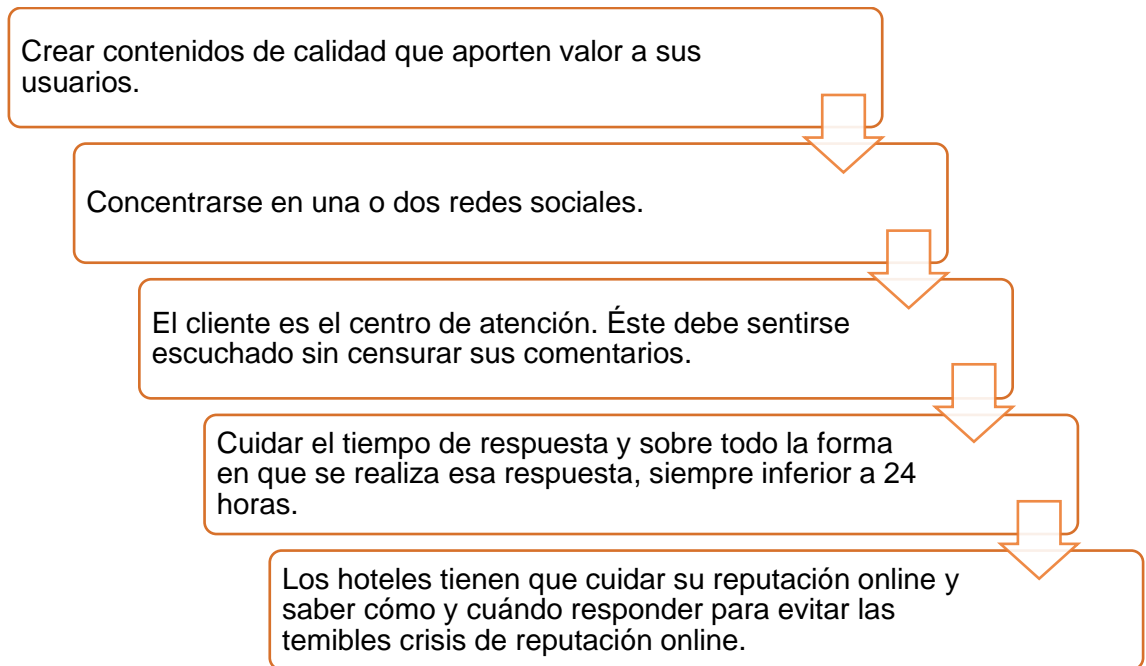 Crear contenidos de calidad que aporten valor a sus
usuarios.
Concentrarse en una o dos redes sociales.
El cliente es el centro de atención. Éste debe sentirse
escuchado sin censurar sus comentarios.
Cuidar el tiempo de respuesta y sobre todo la forma
en que se realiza esa respuesta, siempre inferior a 24
horas.
Los hoteles tienen que cuidar su reputación online y
saber cómo y cuándo responder para evitar las
temibles crisis de reputación online.